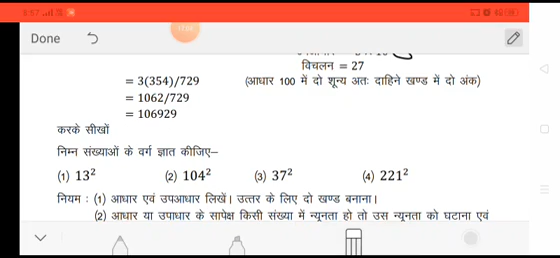 8:57
Done
विचलन = 27
= 3(354)/729 (आधार 100 में दो शून्य अतः दाहिने खण्ड में दो अंक)
= 1062/729
= 106929
करके सीखों
निम्न संख्याओं के वर्ग ज्ञात कीजिए–
(1) 13² (2) 104² (3) 37² (4) 221²
नियम : (1) आधार एवं उपआधार लिखें। उत्तर के लिए दो खण्ड बनाना।
(2) आधार या उपाधार के सापेक्ष किसी संख्या में न्यूनता हो तो उस न्यूनता को घटाना एवं